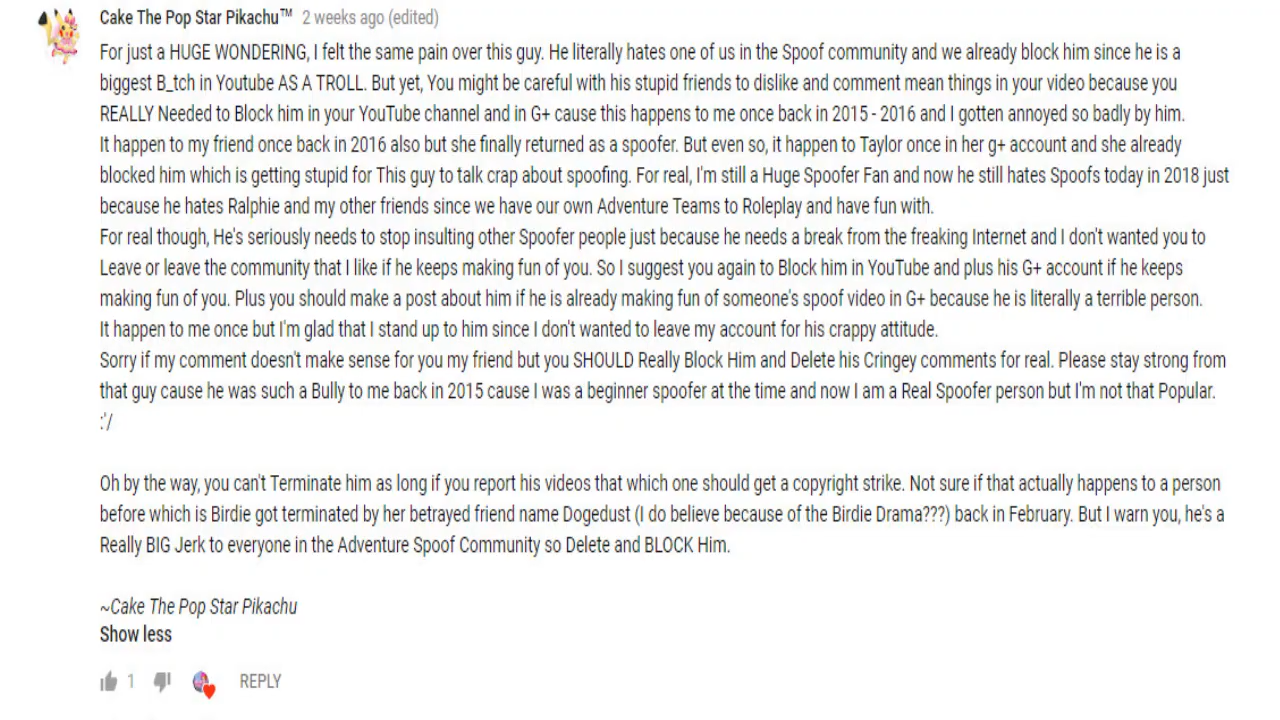 Cake The Pop Star Pikachu™ 2 weeks ago (edited)
For just a HUGE WONDERING, I felt the same pain over this guy. He literally hates one of us in the Spoof community and we already block him since he is a
biggest B_tch in Youtube AS A TROLL. But yet, You might be careful with his stupid friends to dislike and comment mean things in your video because you
REALLY Needed to Block him in your YouTube channel and in G+ cause this happens to me once back in 2015 - 2016 and I gotten annoyed so badly by him.
It happen to my friend once back in 2016 also but she finally returned as a spoofer. But even so, it happen to Taylor once in her g+ account and she already
blocked him which is getting stupid for This guy to talk crap about spoofing. For real, I'm still a Huge Spoofer Fan and now he still hates Spoofs today in 2018 just
because he hates Ralphie and my other friends since we have our own Adventure Teams to Roleplay and have fun with.
For real though, He's seriously needs to stop insulting other Spoofer people just because he needs a break from the freaking Internet and I don't wanted you to
Leave or leave the community that I like if he keeps making fun of you. So I suggest you again to Block him in YouTube and plus his G+ account if he keeps
making fun of you. Plus you should make a post about him if he is already making fun of someone's spoof video in G+ because he is literally a terrible person.
It happen to me once but I'm glad that I stand up to him since I don't wanted to leave my account for his crappy attitude.
Sorry if my comment doesn't make sense for you my friend but you SHOULD Really Block Him and Delete his Cringey comments for real. Please stay strong from
that guy cause he was such a Bully to me back in 2015 cause I was a beginner spoofer at the time and now I am a Real Spoofer person but I'm not that Popular.
:'/
Oh by the way, you can't Terminate him as long if you report his videos that which one should get a copyright strike. Not sure if that actually happens to a person
before which is Birdie got terminated by her betrayed friend name Dogedust (I do believe because of the Birdie Drama???) back in February. But I warn you, he's a
Really BIG Jerk to everyone in the Adventure Spoof Community so Delete and BLOCK Him.
~Cake The Pop Star Pikachu
Show less
1 REPLY